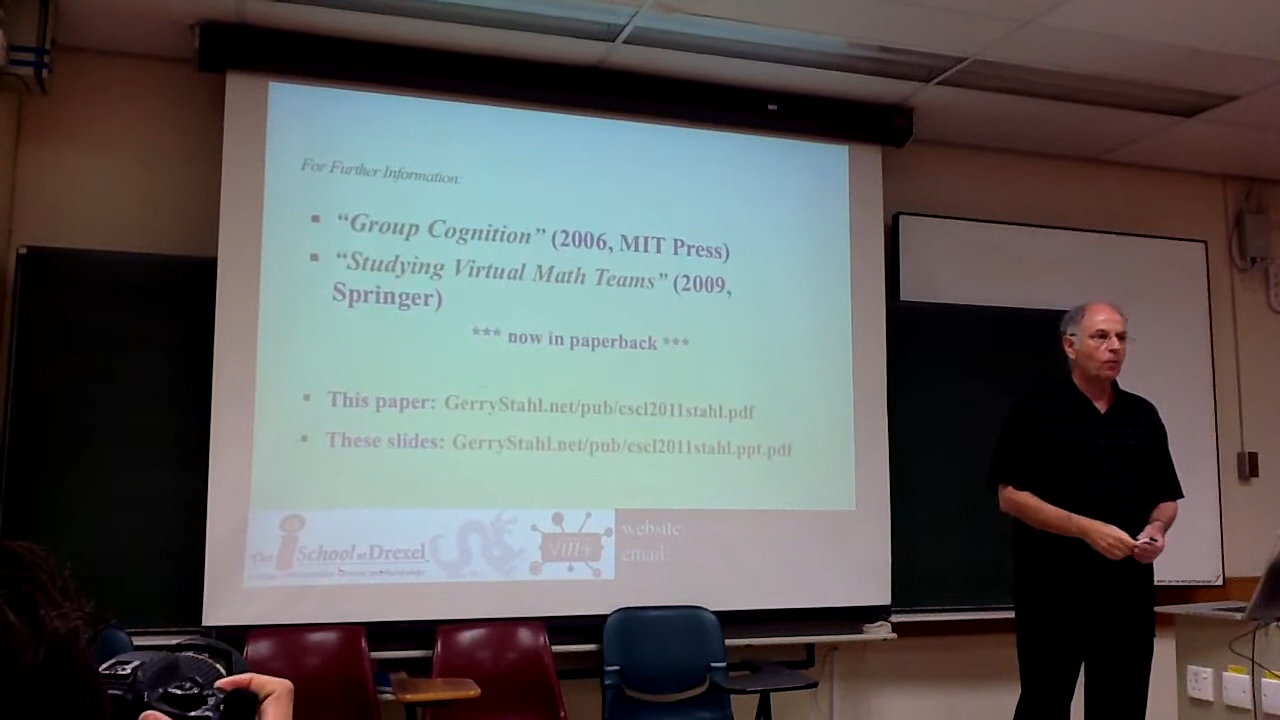 For Further Information:
▪ “Group Cognition” (2006, MIT Press)
▪ “Studying Virtual Math Teams” (2009,
Springer)
*** now in paperback ***
▪ This paper: GerryStahl.net/pub/cscl2011stahl.pdf
▪ These slides: GerryStahl.net/pub/cscl2011stahl.ppt.pdf
The iSchool at Drexel
website:
email: